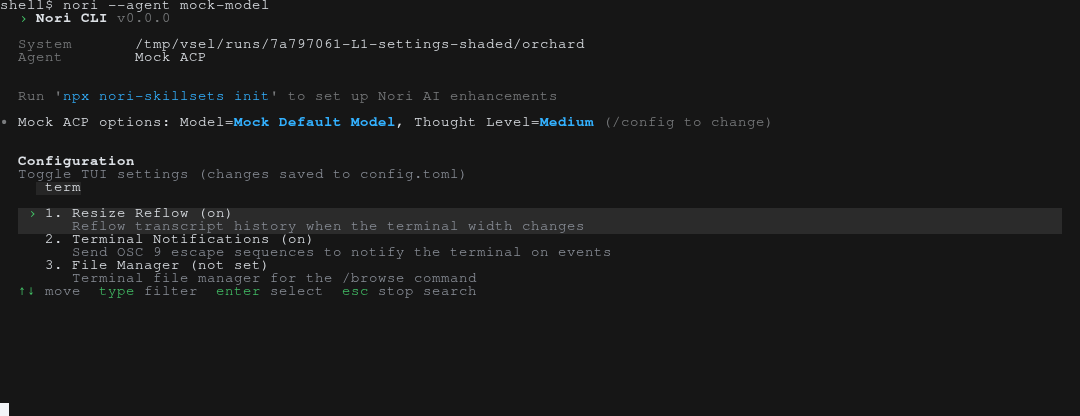 shell$ nori --agent mock-model
› Nori CLI v0.0.0
System /tmp/vsel/runs/7a797061-L1-settings-shaded/orchard
Agent Mock ACP
Run 'npx nori-skillsets init' to set up Nori AI enhancements
• Mock ACP options: Model=Mock Default Model, Thought Level=Medium (/config to change)
Configuration
Toggle TUI settings (changes saved to config.toml)
term
› 1. Resize Reflow (on)
Reflow transcript history when the terminal width changes
2. Terminal Notifications (on)
Send OSC 9 escape sequences to notify the terminal on events
3. File Manager (not set)
Terminal file manager for the /browse command
↑↓ move type filter enter select esc stop search